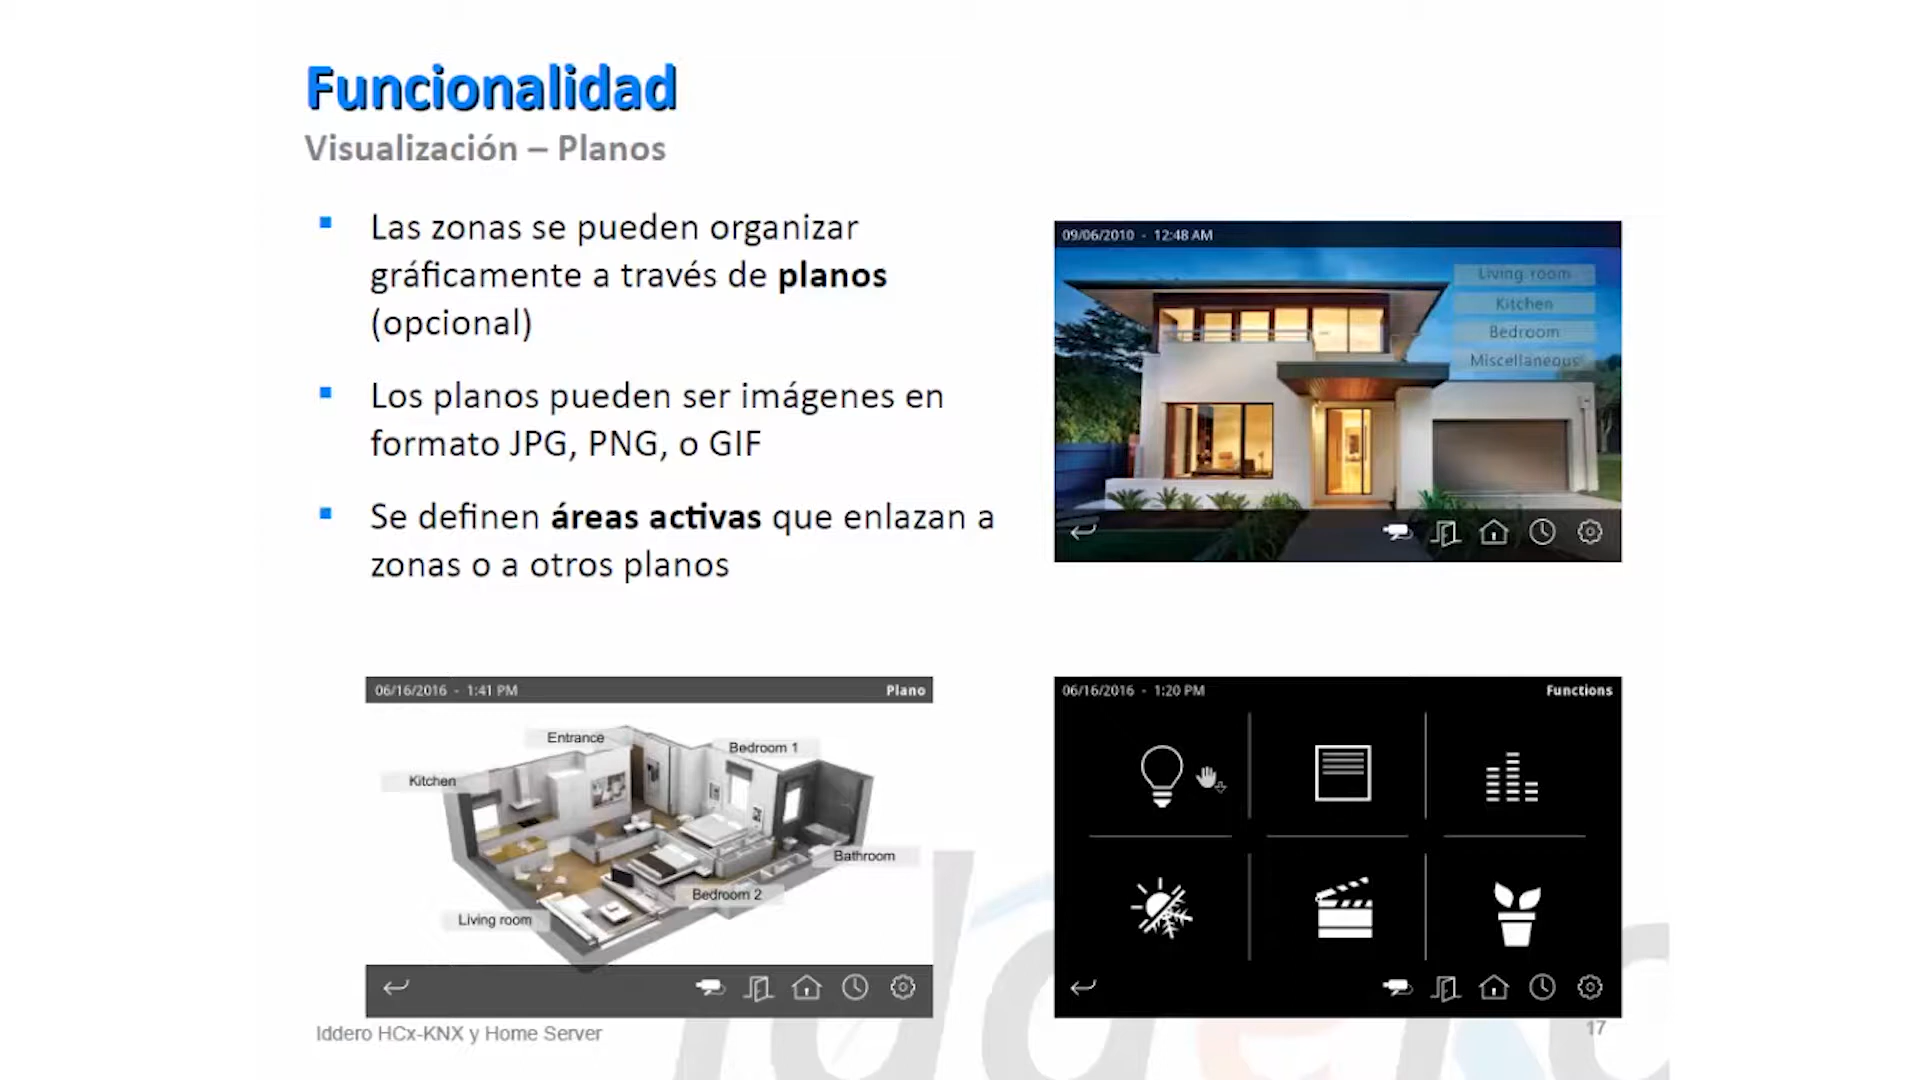 Funcionalidad
Visualización – Planos
Las zonas se pueden organizar
gráficamente a través de planos
(opcional)
Los planos pueden ser imágenes en
formato JPG, PNG, o GIF
Se definen áreas activas que enlazan a
zonas o a otros planos
09/06/2010 - 12:48 AM
Living room
Kitchen
Bedroom
Miscellaneous
06/16/2016 - 1:41 PM
Plano
Entrance
Bedroom 1
Kitchen
Bathroom
Bedroom 2
Living room
06/16/2016 - 1:20 PM
Functions
Iddero HCx-KNX y Home Server
17